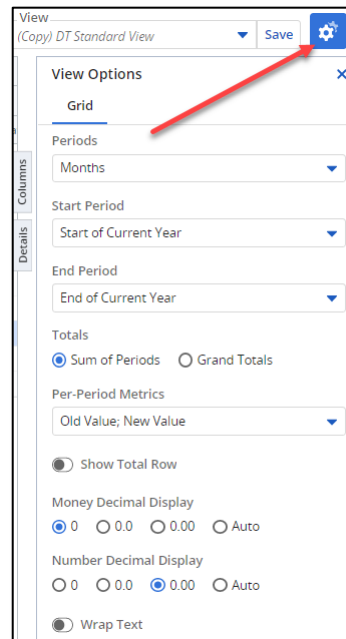 View
(Copy) DT Standard View
Save
View Options
Grid
Periods
Months
Columns
Start Period
Start of Current Year
Details
End Period
End of Current Year
Totals
Sum of Periods Grand Totals
Per-Period Metrics
Old Value; New Value
Show Total Row
Money Decimal Display
0 0.0 0.00 Auto
Number Decimal Display
0 0.0 0.00 Auto
Wrap Text